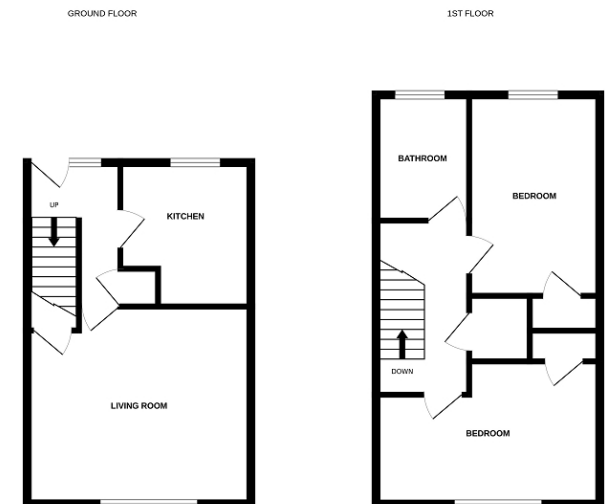 GROUND FLOOR
1ST FLOOR
UP
KITCHEN
LIVING ROOM
BATHROOM
BEDROOM
DOWN
BEDROOM